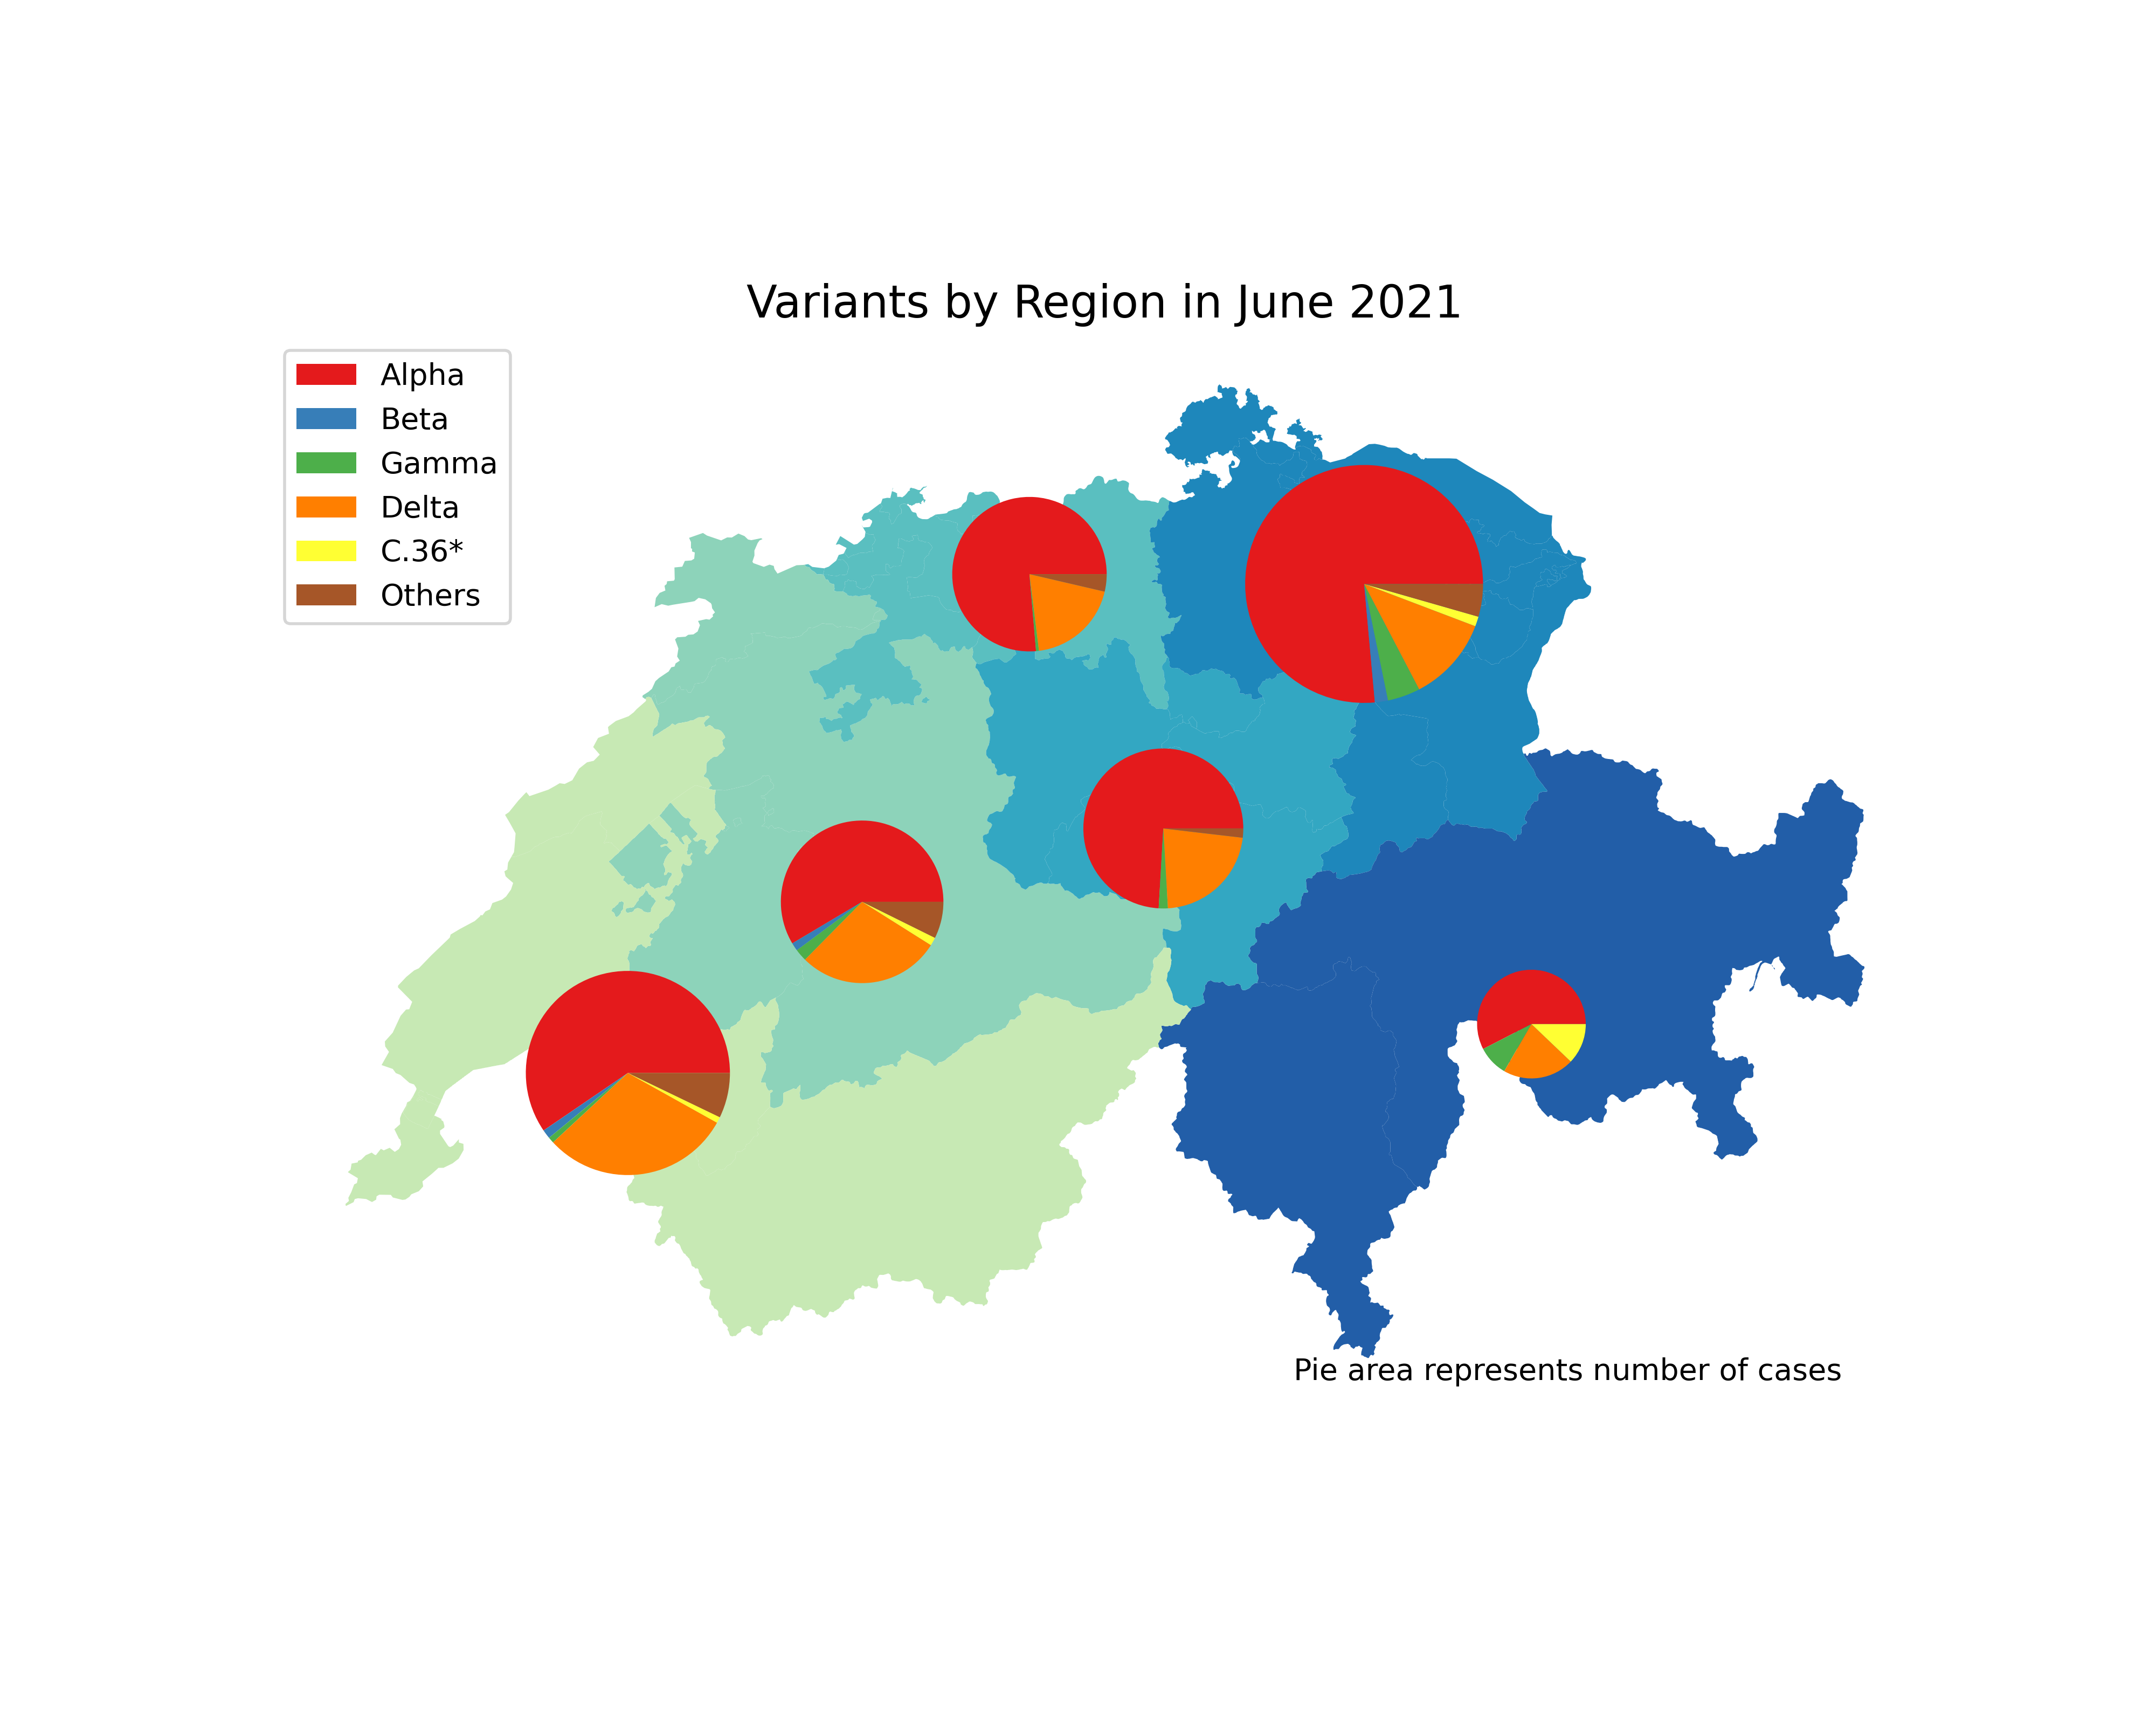 Variants by Region in June 2021
Alpha
Beta
Gamma
Delta
C.36*
Others
Pie area represents number of cases